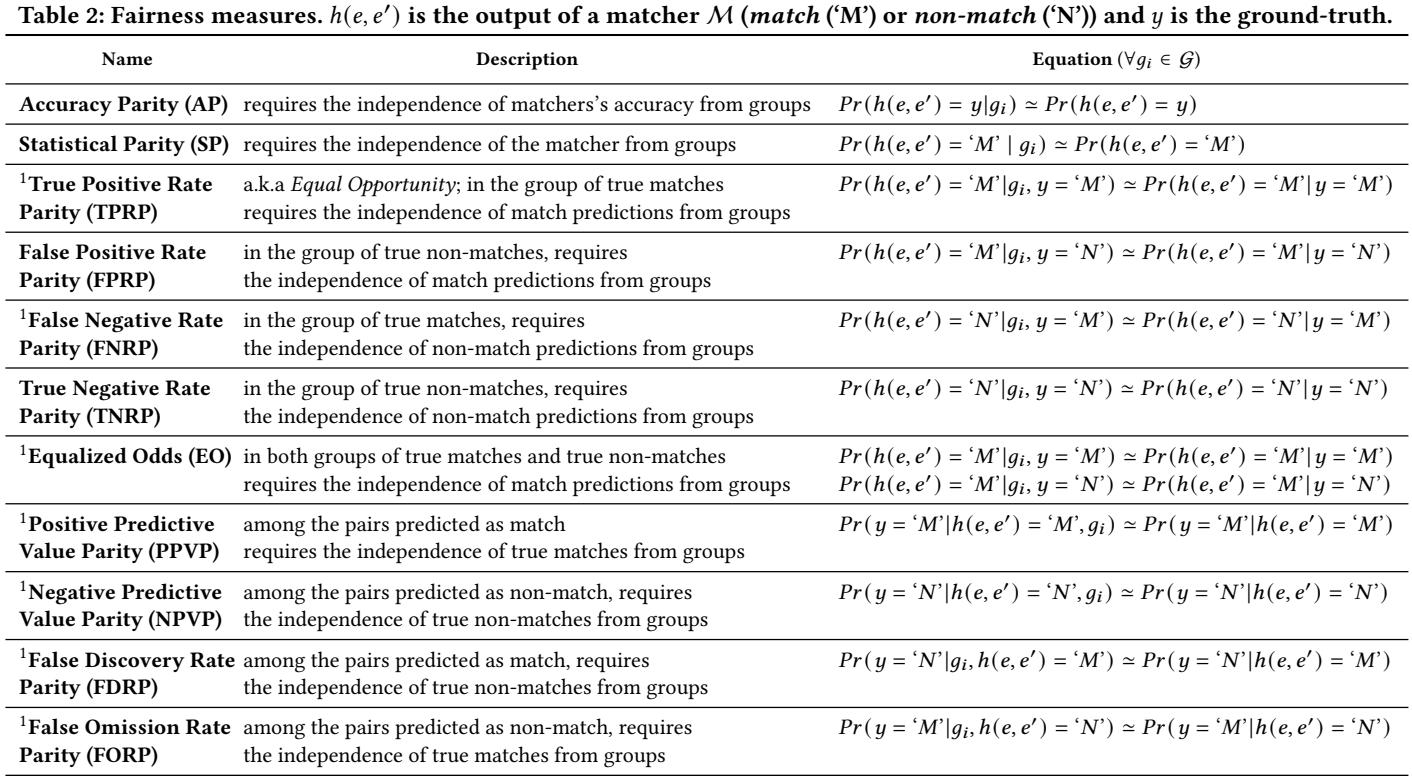 Table 2: Fairness measures. h(e, e′) is the output of a matcher ℳ (match (‘M’) or non-match (‘N’)) and y is the ground-truth.
Name Description Equation (∀gᵢ ∈ 𝒢)
Accuracy Parity (AP) requires the independence of matchers's accuracy from groups Pr(h(e, e′) = y|gᵢ) ≃ Pr(h(e, e′) = y)
Statistical Parity (SP) requires the independence of the matcher from groups Pr(h(e, e′) = ‘M’ | gᵢ) ≃ Pr(h(e, e′) = ‘M’)
¹True Positive Rate a.k.a Equal Opportunity; in the group of true matches Pr(h(e, e′) = ‘M’|gᵢ, y = ‘M’) ≃ Pr(h(e, e′) = ‘M’|y = ‘M’)
Parity (TPRP) requires the independence of match predictions from groups
False Positive Rate in the group of true non-matches, requires Pr(h(e, e′) = ‘M’|gᵢ, y = ‘N’) ≃ Pr(h(e, e′) = ‘M’|y = ‘N’)
Parity (FPRP) the independence of match predictions from groups
¹False Negative Rate in the group of true matches, requires Pr(h(e, e′) = ‘N’|gᵢ, y = ‘M’) ≃ Pr(h(e, e′) = ‘N’|y = ‘M’)
Parity (FNRP) the independence of non-match predictions from groups
True Negative Rate in the group of true non-matches, requires Pr(h(e, e′) = ‘N’|gᵢ, y = ‘N’) ≃ Pr(h(e, e′) = ‘N’|y = ‘N’)
Parity (TNRP) the independence of non-match predictions from groups
¹Equalized Odds (EO) in both groups of true matches and true non-matches Pr(h(e, e′) = ‘M’|gᵢ, y = ‘M’) ≃ Pr(h(e, e′) = ‘M’|y = ‘M’)
requires the independence of match predictions from groups Pr(h(e, e′) = ‘M’|gᵢ, y = ‘N’) ≃ Pr(h(e, e′) = ‘M’|y = ‘N’)
¹Positive Predictive among the pairs predicted as match Pr(y = ‘M’|h(e, e′) = ‘M’, gᵢ) ≃ Pr(y = ‘M’|h(e, e′) = ‘M’)
Value Parity (PPVP) requires the independence of true matches from groups
¹Negative Predictive among the pairs predicted as non-match, requires Pr(y = ‘N’|h(e, e′) = ‘N’, gᵢ) ≃ Pr(y = ‘N’|h(e, e′) = ‘N’)
Value Parity (NPVP) the independence of true non-matches from groups
¹False Discovery Rate among the pairs predicted as match, requires Pr(y = ‘N’|gᵢ, h(e, e′) = ‘M’) ≃ Pr(y = ‘N’|h(e, e′) = ‘M’)
Parity (FDRP) the independence of true non-matches from groups
¹False Omission Rate among the pairs predicted as non-match, requires Pr(y = ‘M’|gᵢ, h(e, e′) = ‘N’) ≃ Pr(y = ‘M’|h(e, e′) = ‘N’)
Parity (FORP) the independence of true matches from groups